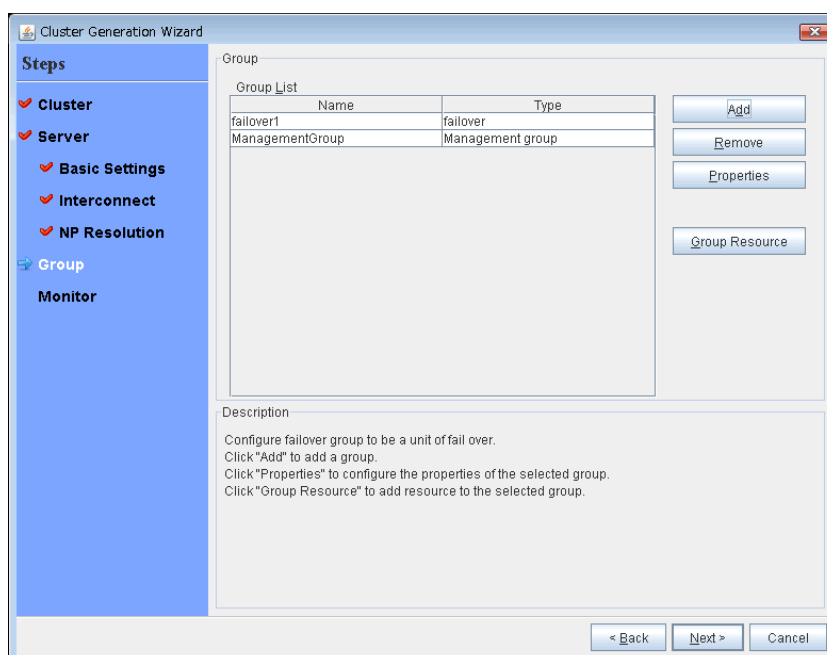 Cluster Generation Wizard
Steps
Cluster
Server
Basic Settings
Interconnect
NP Resolution
Group
Monitor
Group
Group List
Name Type
failover1 failover
ManagementGroup Management group
Add
Remove
Properties
Group Resource
Description
Configure failover group to be a unit of fail over.
Click "Add" to add a group.
Click "Properties" to configure the properties of the selected group.
Click "Group Resource" to add resource to the selected group.
< Back Next > Cancel